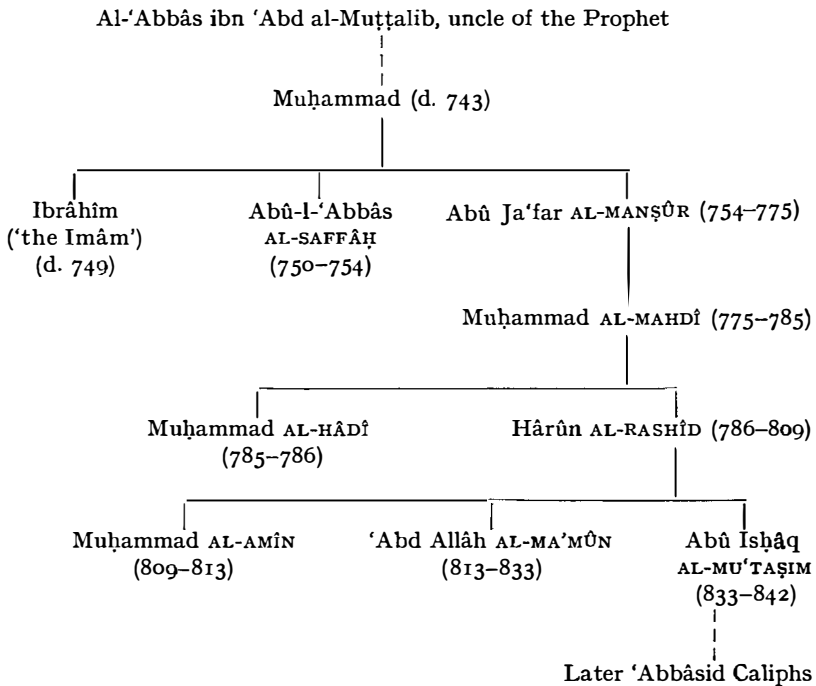 Al-‘Abbâs ibn ‘Abd al-Muṭṭalib, uncle of the Prophet
Muḥammad (d. 743)
Ibrâhîm
(‘the Imâm’)
(d. 749)
Abû-l-‘Abbâs
AL-SAFFÂḤ
(750–754)
Abû Ja‘far AL-MANṢÛR (754–775)
Muḥammad AL-MAHDÎ (775–785)
Muḥammad AL-HÂDÎ
(785–786)
Hârûn AL-RASHÎD (786–809)
Muḥammad AL-AMÎN
(809–813)
‘Abd Allâh AL-MA’MÛN
(813–833)
Abû Isḥâq
AL-MU‘TAṢIM
(833–842)
Later ‘Abbâsid Caliphs